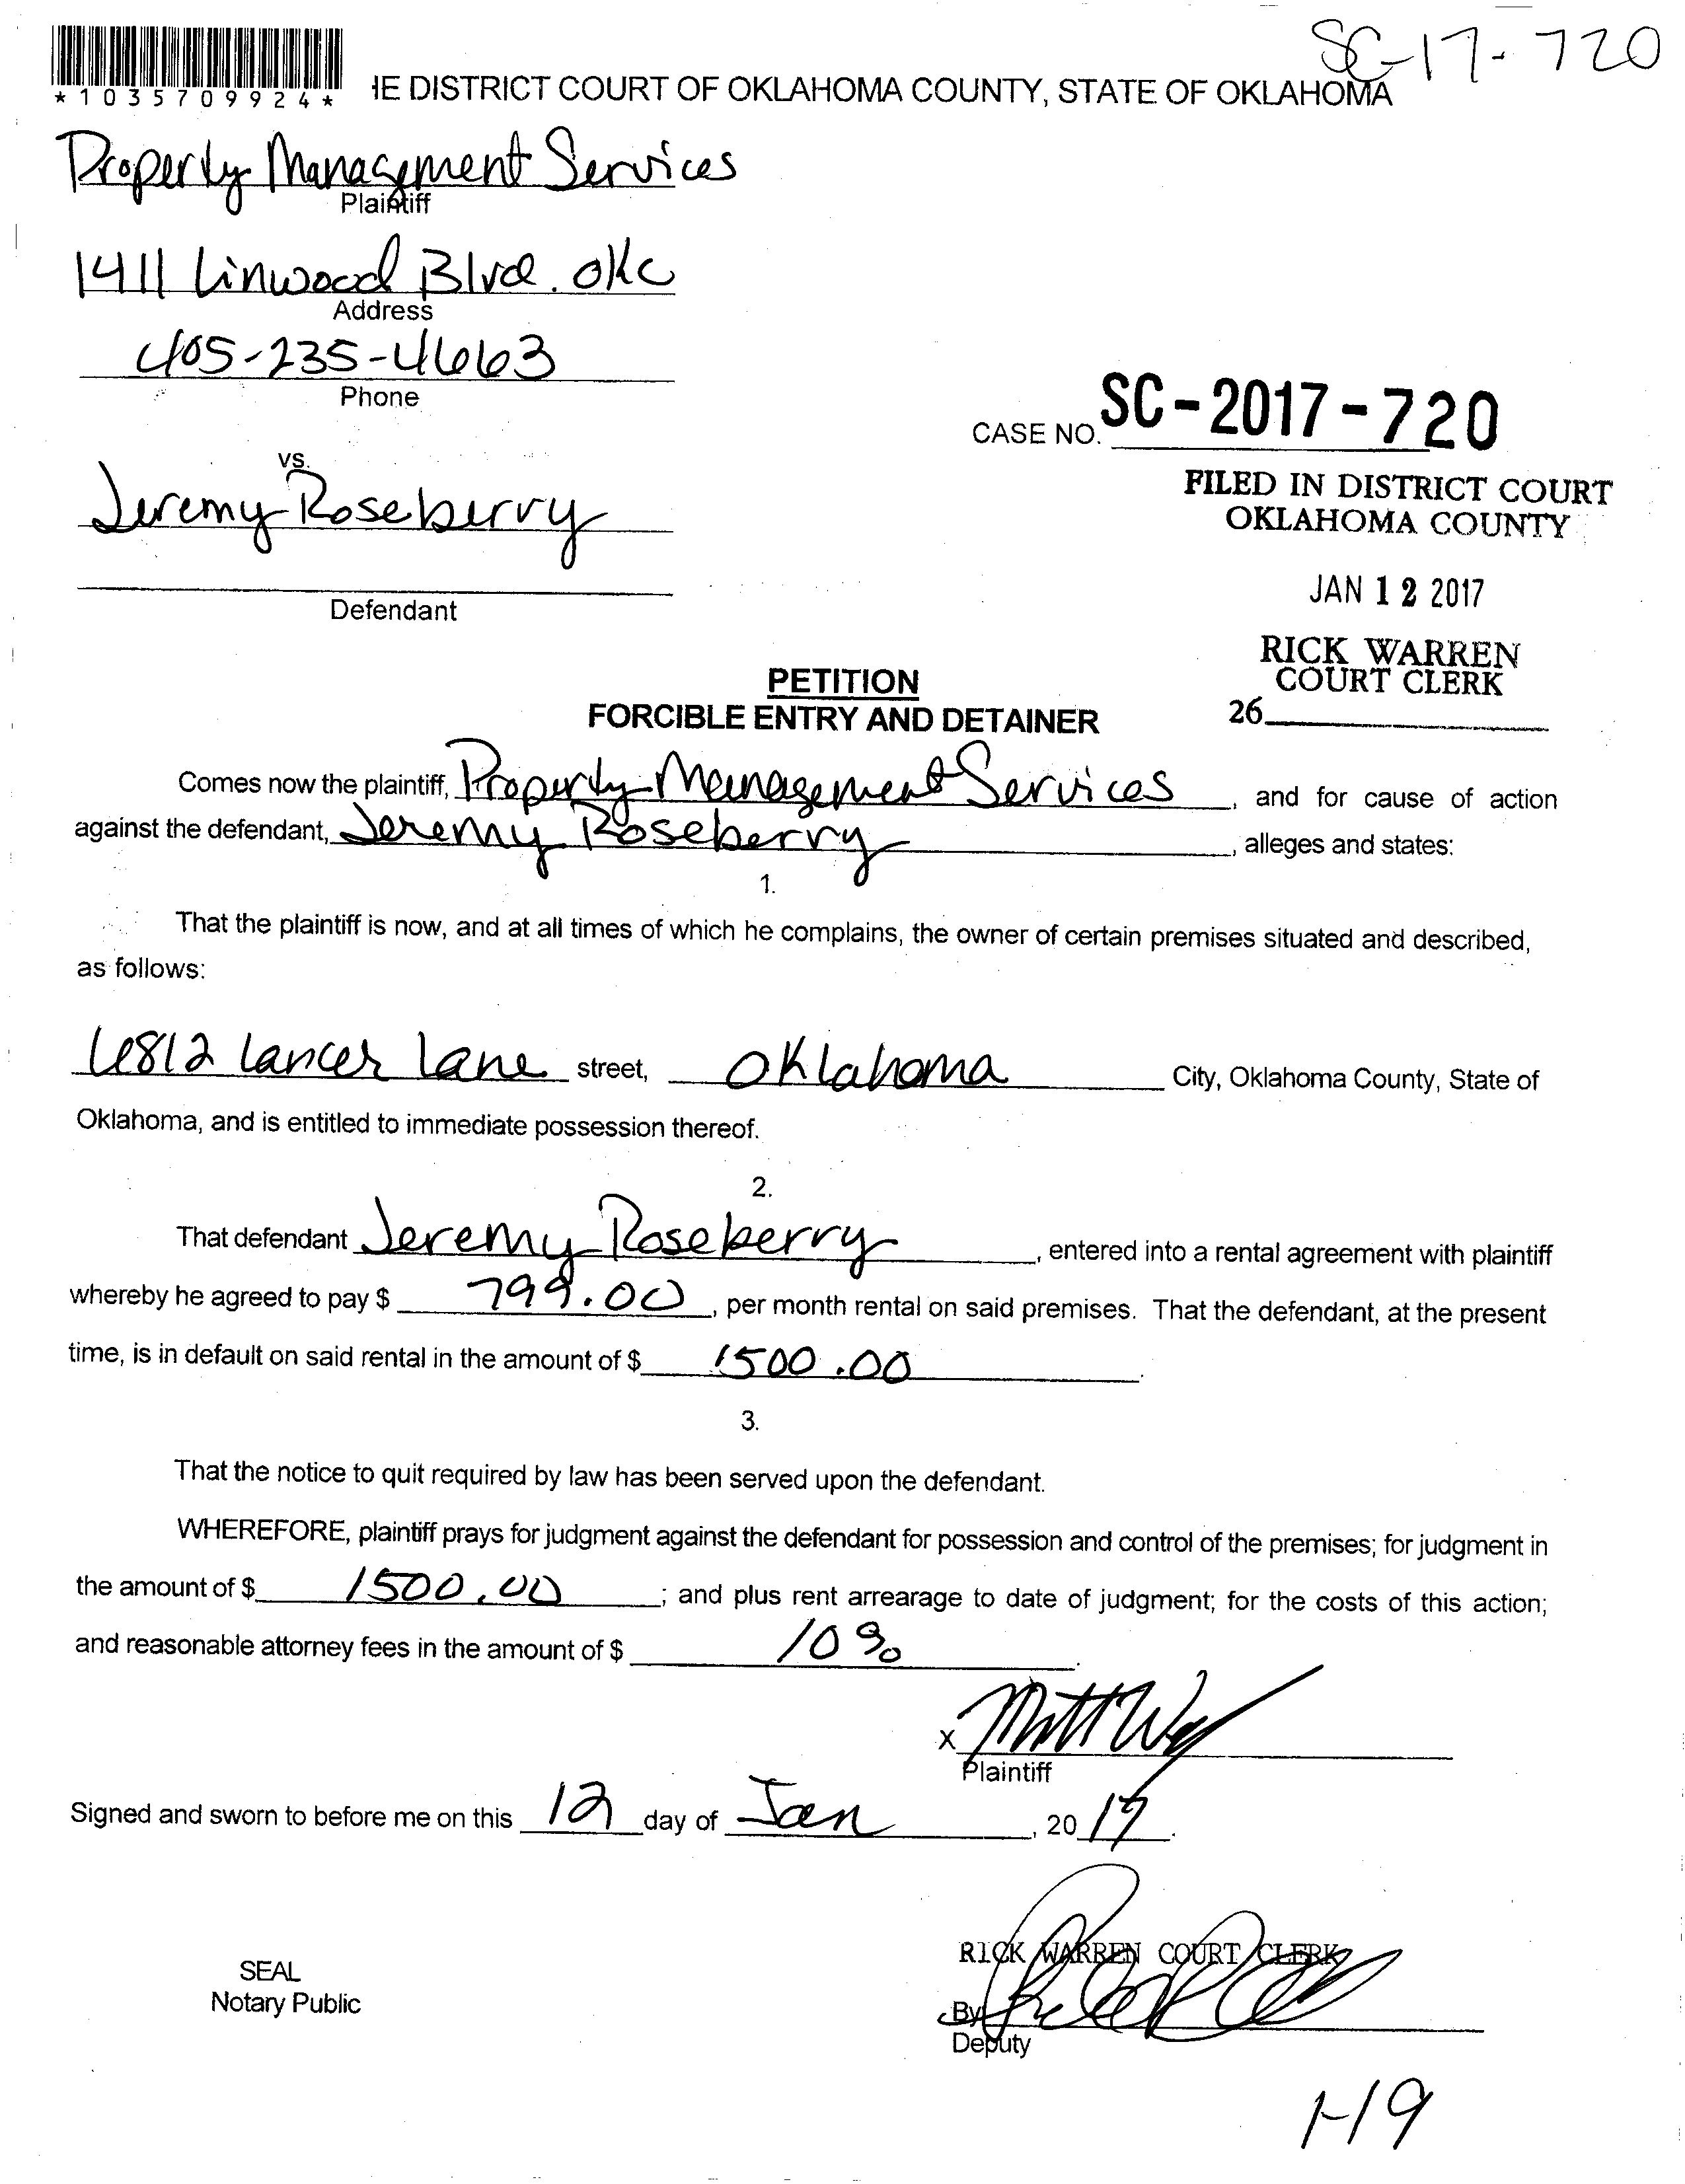 SC-17-720
*1035709924*
IE DISTRICT COURT OF OKLAHOMA COUNTY, STATE OF OKLAHOMA
Property Management Services
Plaintiff
1411 Linwood Blvd. OKC
Address
405-235-4663
Phone
CASE NO. SC-2017-720
vs.
Jeremy Roseberry
FILED IN DISTRICT COURT
OKLAHOMA COUNTY
JAN 12 2017
Defendant
RICK WARREN
COURT CLERK
26
PETITION
FORCIBLE ENTRY AND DETAINER
Comes now the plaintiff, Property Management Services, and for cause of action
against the defendant, Jeremy Roseberry, alleges and states:
1.
That the plaintiff is now, and at all times of which he complains, the owner of certain premises situated and described,
as follows:
6812 Lancer Lane street, Oklahoma City, Oklahoma County, State of
Oklahoma, and is entitled to immediate possession thereof.
2.
That defendant Jeremy Roseberry, entered into a rental agreement with plaintiff
whereby he agreed to pay $ 799.00, per month rental on said premises. That the defendant, at the present
time, is in default on said rental in the amount of $ 1500.00.
3.
That the notice to quit required by law has been served upon the defendant.
WHEREFORE, plaintiff prays for judgment against the defendant for possession and control of the premises; for judgment in
the amount of $ 1500.00; and plus rent arrearage to date of judgment; for the costs of this action;
and reasonable attorney fees in the amount of $ 10%.
X
Plaintiff
Signed and sworn to before me on this 12 day of Jan, 2017.
RICK WARREN COURT CLERK
SEAL
Notary Public
By
Deputy
1-19